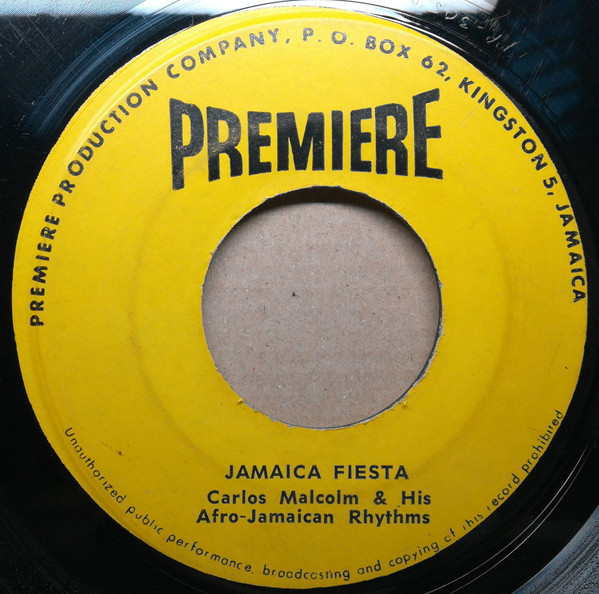 PREMIERE PRODUCTION COMPANY, P. O. BOX 62, KINGSTON 5, JAMAICA
PREMIERE
JAMAICA FIESTA
Carlos Malcolm & His
Afro-Jamaican Rhythms
Unauthorized public performance, broadcasting and copying of this record prohibited